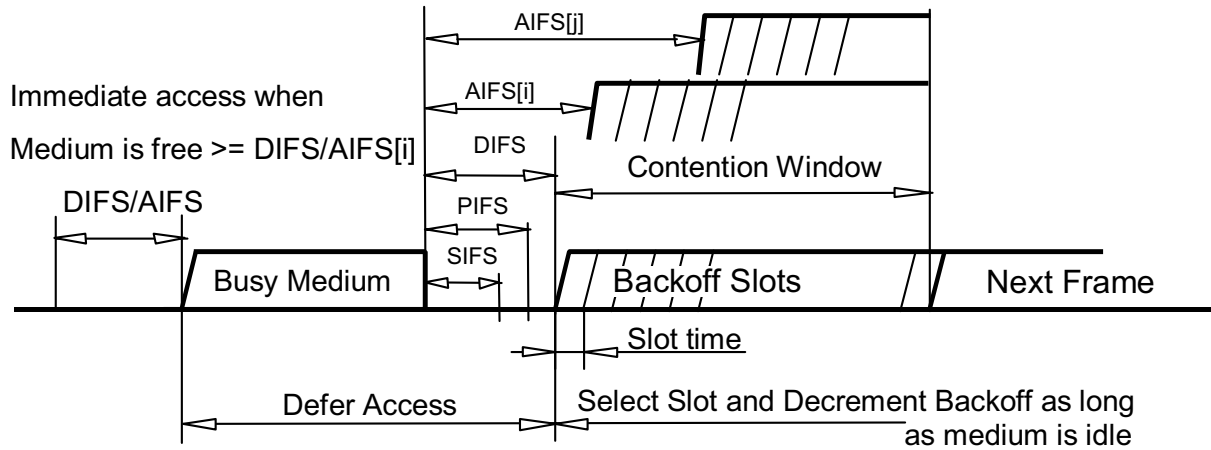 AIFS[j]
Immediate access when
AIFS[i]
Medium is free >= DIFS/AIFS[i]
DIFS
Contention Window
DIFS/AIFS
PIFS
SIFS
Busy Medium
Backoff Slots
Next Frame
Slot time
Defer Access
Select Slot and Decrement Backoff as long
as medium is idle